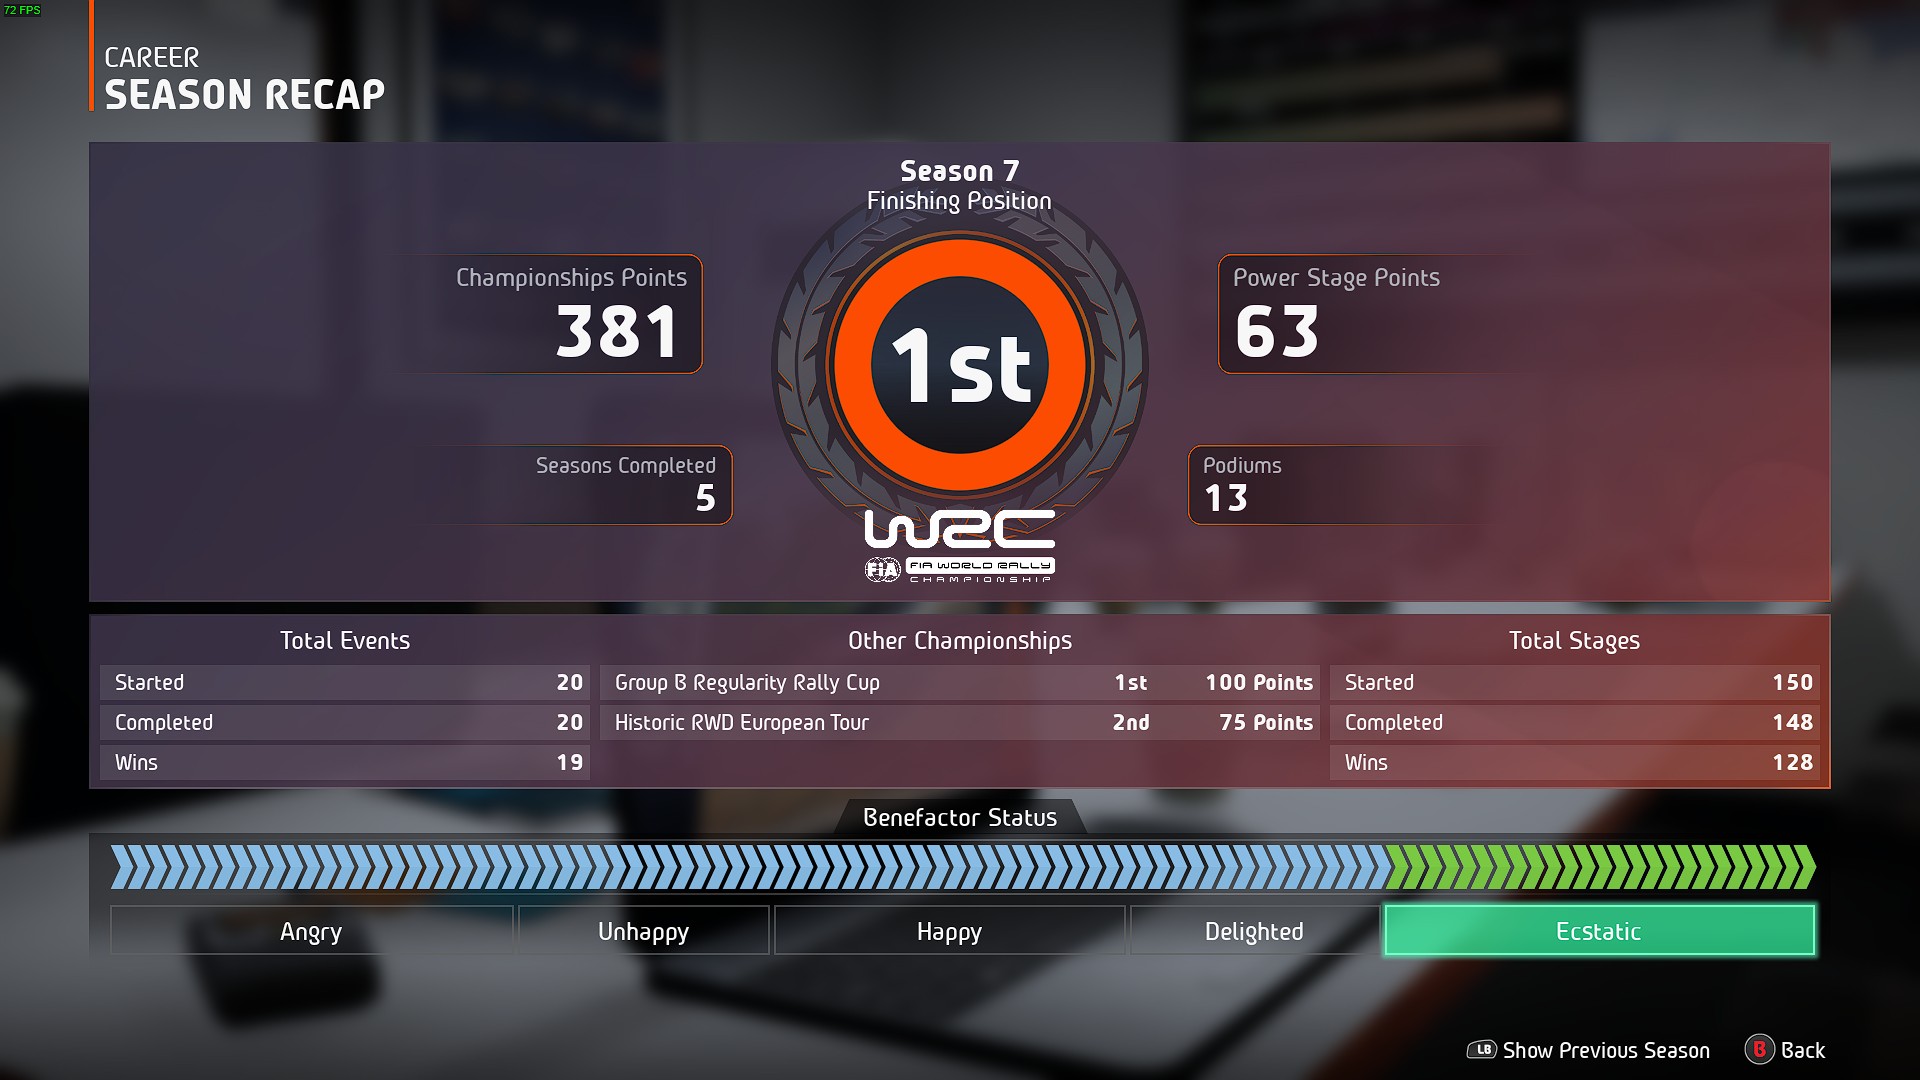 72 FPS
CAREER
SEASON RECAP
Season 7
Finishing Position
Championships Points
381
1st
Power Stage Points
63
Seasons Completed
5
Podiums
13
WRC
FIA FIA WORLD RALLY
CHAMPIONSHIP
Total Events
Started 20
Completed 20
Wins 19
Other Championships
Group B Regularity Rally Cup 1st 100 Points
Historic RWD European Tour 2nd 75 Points
Total Stages
Started 150
Completed 148
Wins 128
Benefactor Status
Angry Unhappy Happy Delighted Ecstatic
LB Show Previous Season B Back